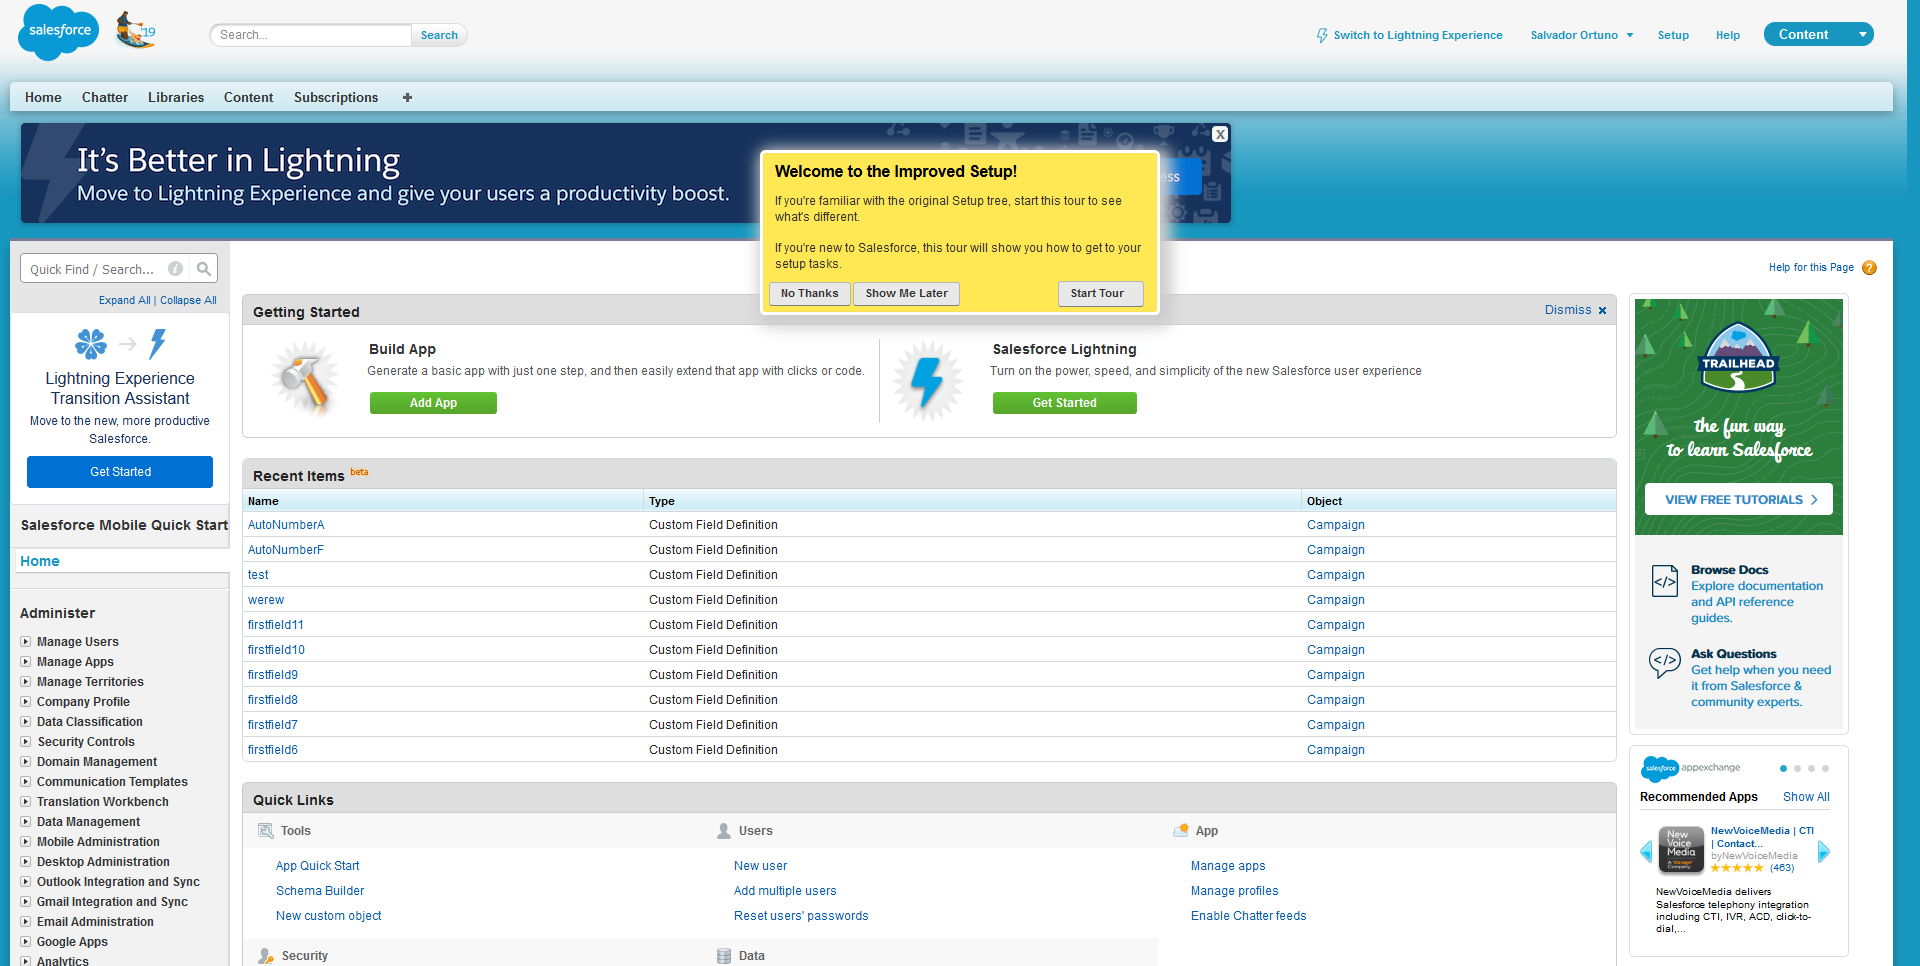 salesforce
'19
Search...
Search
Switch to Lightning Experience
Salvador Ortuno
Setup
Help
Content
Home
Chatter
Libraries
Content
Subscriptions
+
It's Better in Lightning
Move to Lightning Experience and give your users a productivity boost.
X
Welcome to the Improved Setup!
If you're familiar with the original Setup tree, start this tour to see
what's different.
If you're new to Salesforce, this tour will show you how to get to your
setup tasks.
No Thanks
Show Me Later
Start Tour
Quick Find / Search...
Expand All | Collapse All
Lightning Experience
Transition Assistant
Move to the new, more productive
Salesforce.
Get Started
Salesforce Mobile Quick Start
Home
Administer
Manage Users
Manage Apps
Manage Territories
Company Profile
Data Classification
Security Controls
Domain Management
Communication Templates
Translation Workbench
Data Management
Mobile Administration
Desktop Administration
Outlook Integration and Sync
Gmail Integration and Sync
Email Administration
Google Apps
Analytics
Help for this Page ?
Getting Started
Dismiss x
Build App
Generate a basic app with just one step, and then easily extend that app with clicks or code.
Add App
Salesforce Lightning
Turn on the power, speed, and simplicity of the new Salesforce user experience
Get Started
Recent Items beta
Name Type Object
AutoNumberA Custom Field Definition Campaign
AutoNumberF Custom Field Definition Campaign
test Custom Field Definition Campaign
werew Custom Field Definition Campaign
firstfield11 Custom Field Definition Campaign
firstfield10 Custom Field Definition Campaign
firstfield9 Custom Field Definition Campaign
firstfield8 Custom Field Definition Campaign
firstfield7 Custom Field Definition Campaign
firstfield6 Custom Field Definition Campaign
Quick Links
Tools
App Quick Start
Schema Builder
New custom object
Users
New user
Add multiple users
Reset users' passwords
App
Manage apps
Manage profiles
Enable Chatter feeds
Security
Data
TRAILHEAD
the fun way
to learn Salesforce
VIEW FREE TUTORIALS
Browse Docs
Explore documentation
and API reference
guides.
Ask Questions
Get help when you need
it from Salesforce &
community experts.
salesforce appexchange
Recommended Apps
Show All
New
Voice
Media
A Vonage
Company
NewVoiceMedia | CTI
| Contact...
byNewVoiceMedia
(463)
NewVoiceMedia delivers
Salesforce telephony integration
including CTI, IVR, ACD, click-to-
dial,...